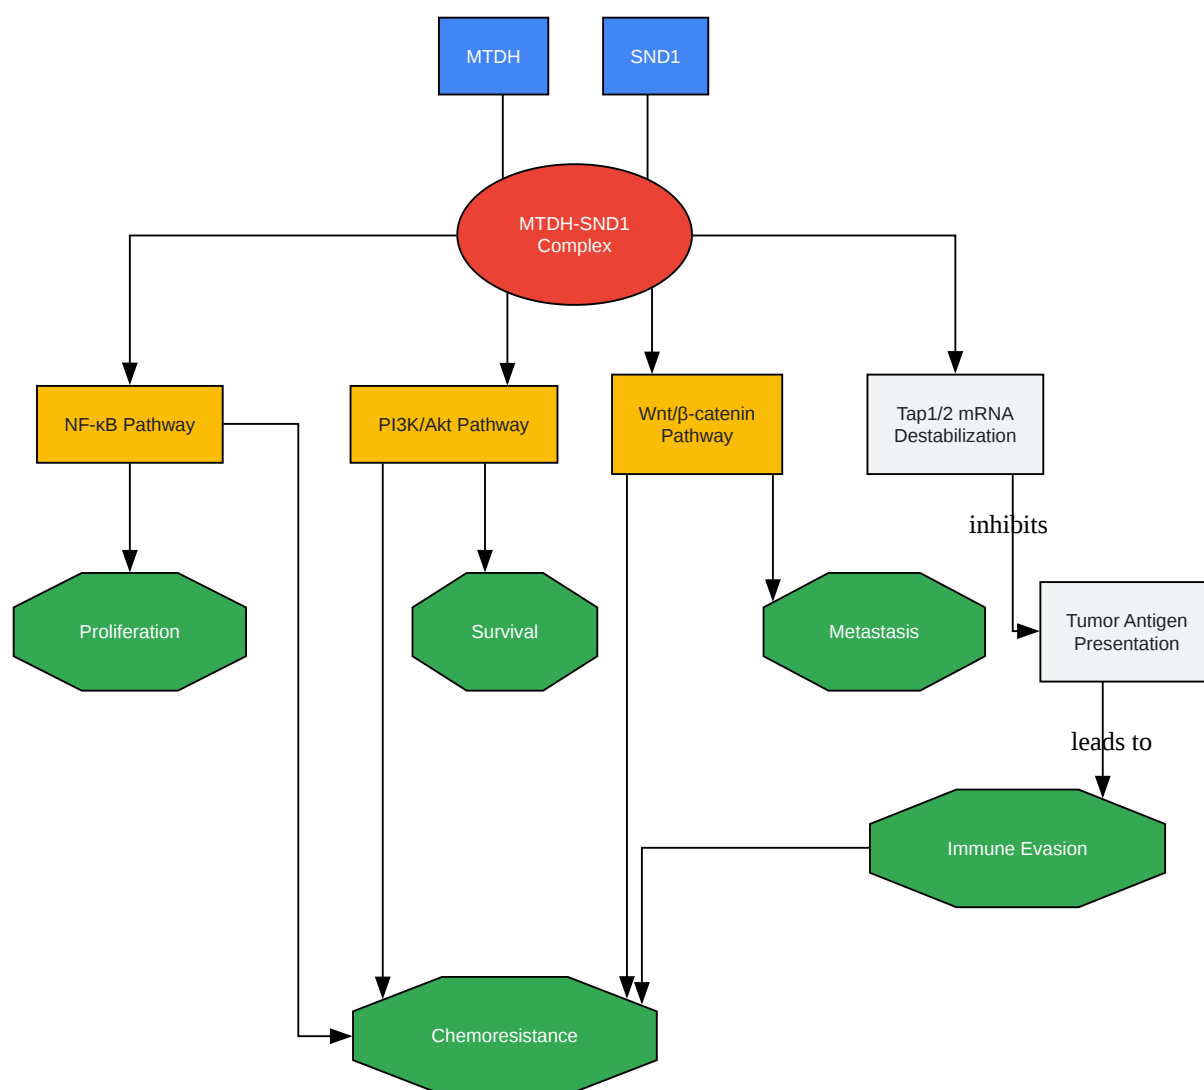 MTDH
SND1
MTDH-SND1
Complex
NF-κB Pathway
PI3K/Akt Pathway
Wnt/β-catenin
Pathway
Tap1/2 mRNA
Destabilization
inhibits
Proliferation
Survival
Metastasis
Tumor Antigen
Presentation
leads to
Immune Evasion
Chemoresistance